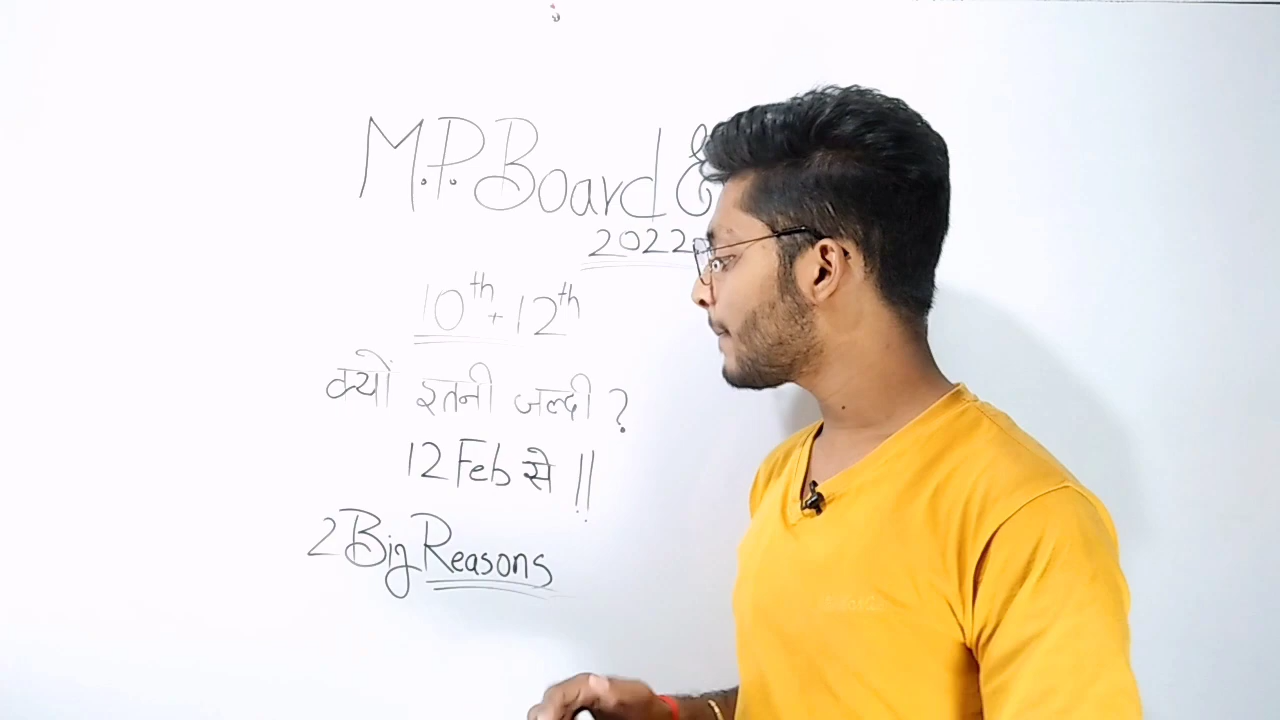 M.P. Board E
2022
10th + 12th
क्यों इतनी जल्दी ?
12 Feb से !!
2 Big Reasons